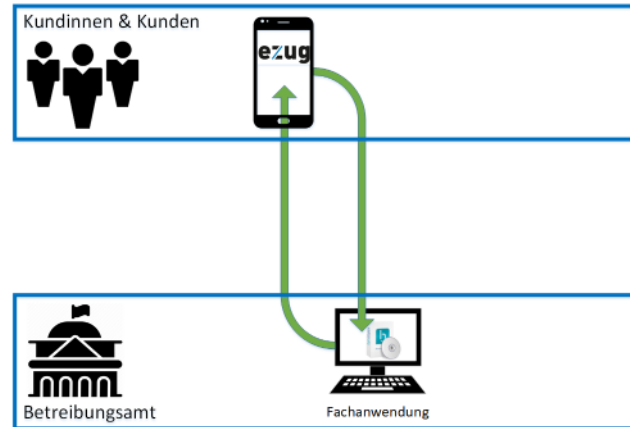 Kundinnen & Kunden
ezug
h
Betreibungsamt
Fachanwendung